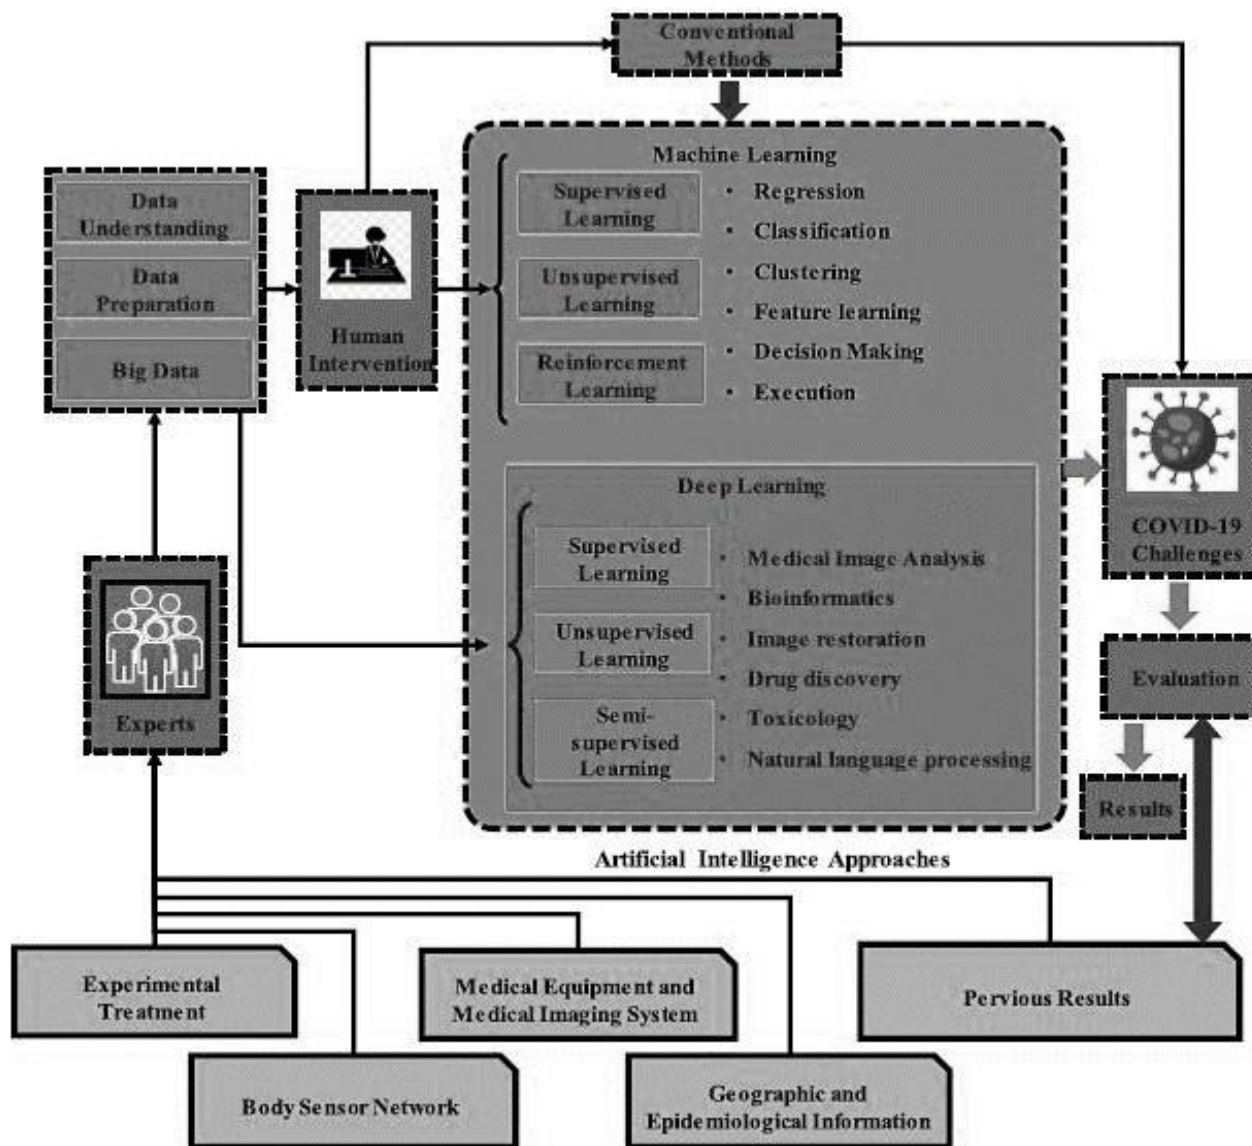 Conventional
Methods
Machine Learning
Supervised
Learning
Unsupervised
Learning
Reinforcement
Learning
• Regression
• Classification
• Clustering
• Feature learning
• Decision Making
• Execution
Data
Understanding
Data
Preparation
Big Data
Human
Intervention
Deep Learning
Supervised
Learning
Unsupervised
Learning
Semi-
supervised
Learning
• Medical Image Analysis
• Bioinformatics
• Image restoration
• Drug discovery
• Toxicology
• Natural language processing
COVID-19
Challenges
Evaluation
Results
Experts
Artificial Intelligence Approaches
Experimental
Treatment
Medical Equipment and
Medical Imaging System
Pervious Results
Body Sensor Network
Geographic and
Epidemiological Information